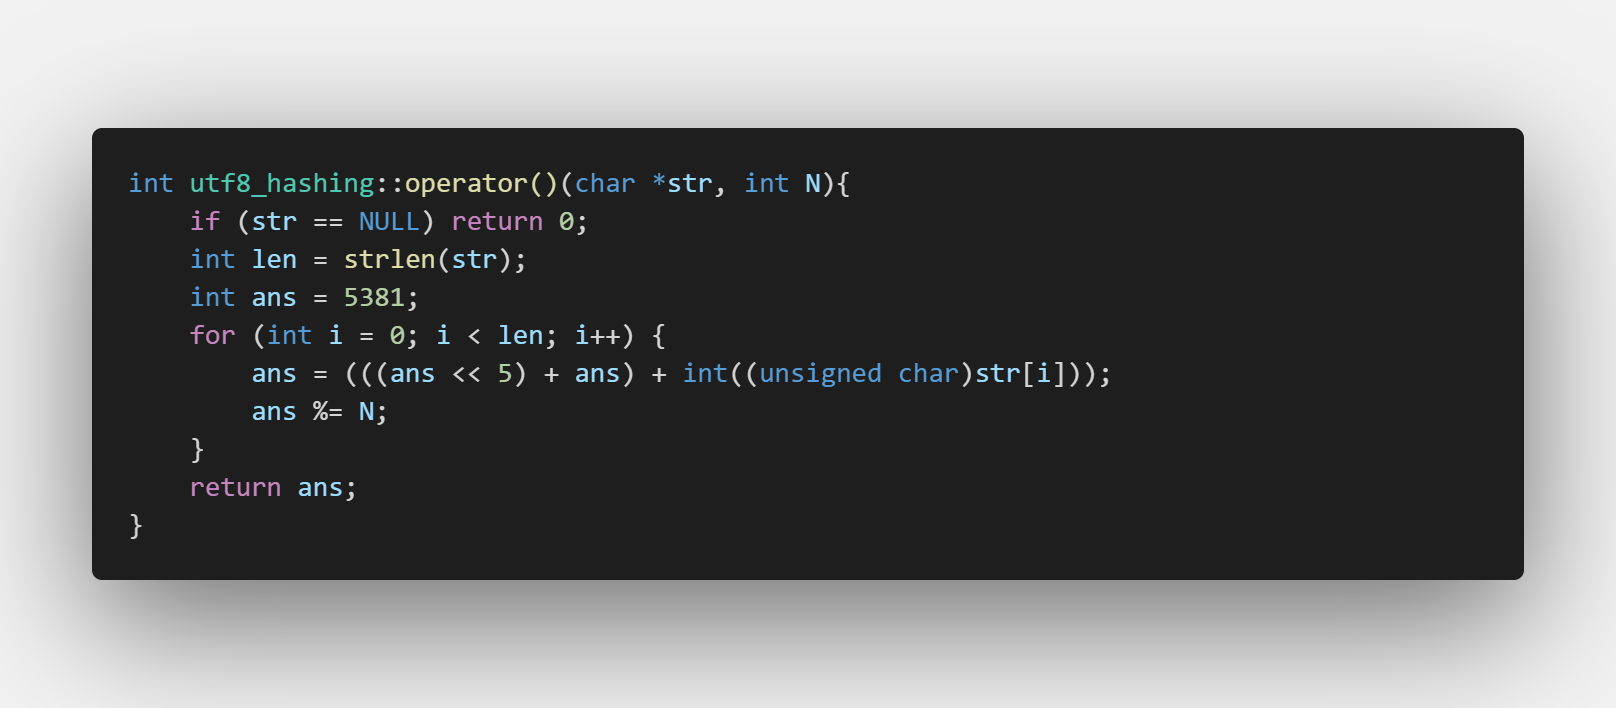 int utf8_hashing::operator()(char *str, int N){
    if (str == NULL) return 0;
    int len = strlen(str);
    int ans = 5381;
    for (int i = 0; i < len; i++) {
        ans = (((ans << 5) + ans) + int((unsigned char)str[i]));
        ans %= N;
    }
    return ans;
}